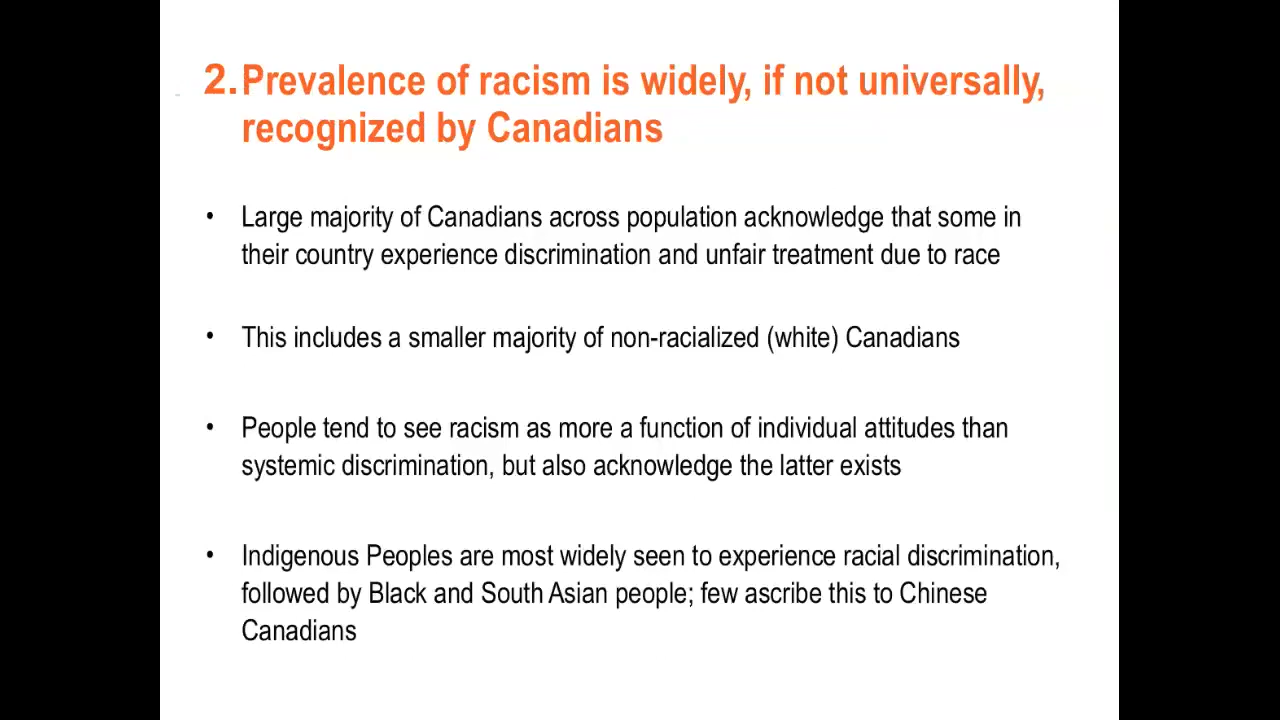 2. Prevalence of racism is widely, if not universally,
recognized by Canadians
• Large majority of Canadians across population acknowledge that some in
their country experience discrimination and unfair treatment due to race
• This includes a smaller majority of non-racialized (white) Canadians
• People tend to see racism as more a function of individual attitudes than
systemic discrimination, but also acknowledge the latter exists
• Indigenous Peoples are most widely seen to experience racial discrimination,
followed by Black and South Asian people; few ascribe this to Chinese
Canadians